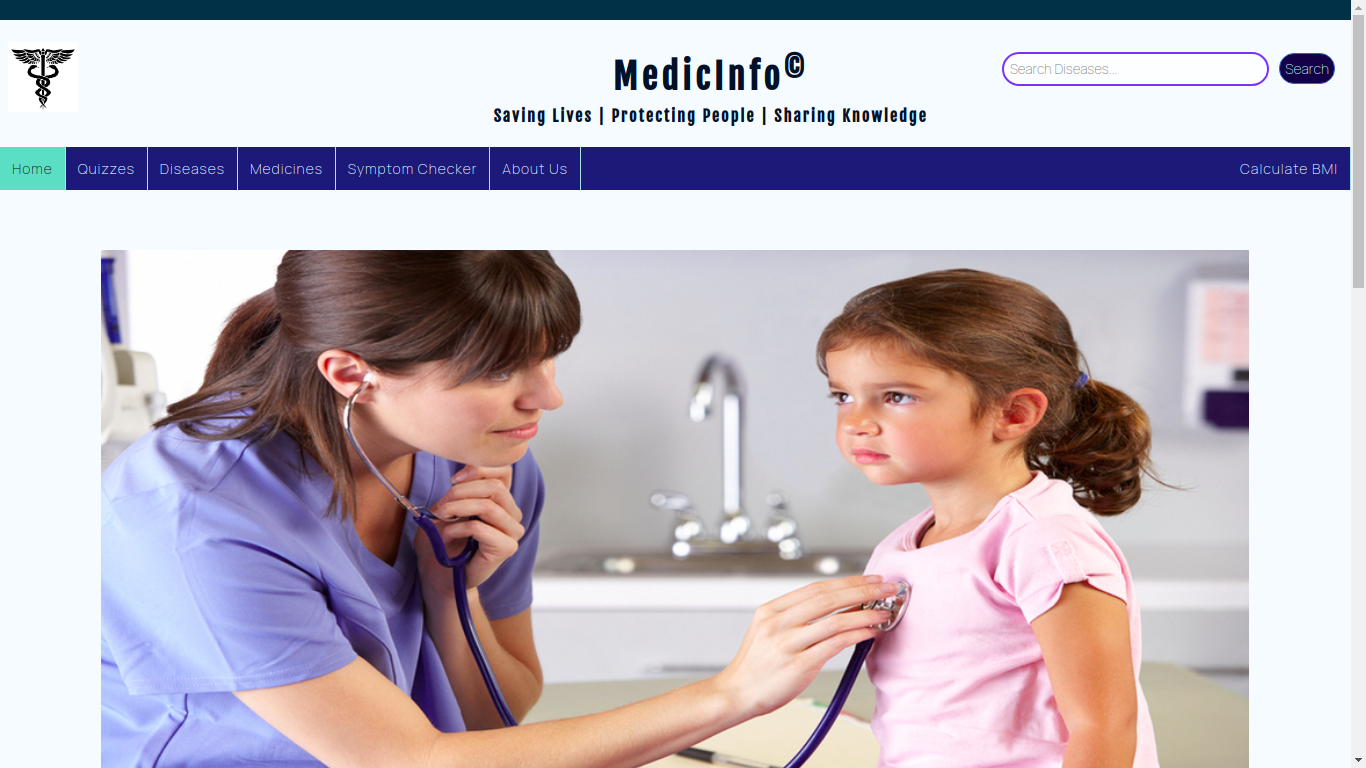 MedicInfo©
Saving Lives | Protecting People | Sharing Knowledge
Search Diseases...
Search
Home
Quizzes
Diseases
Medicines
Symptom Checker
About Us
Calculate BMI